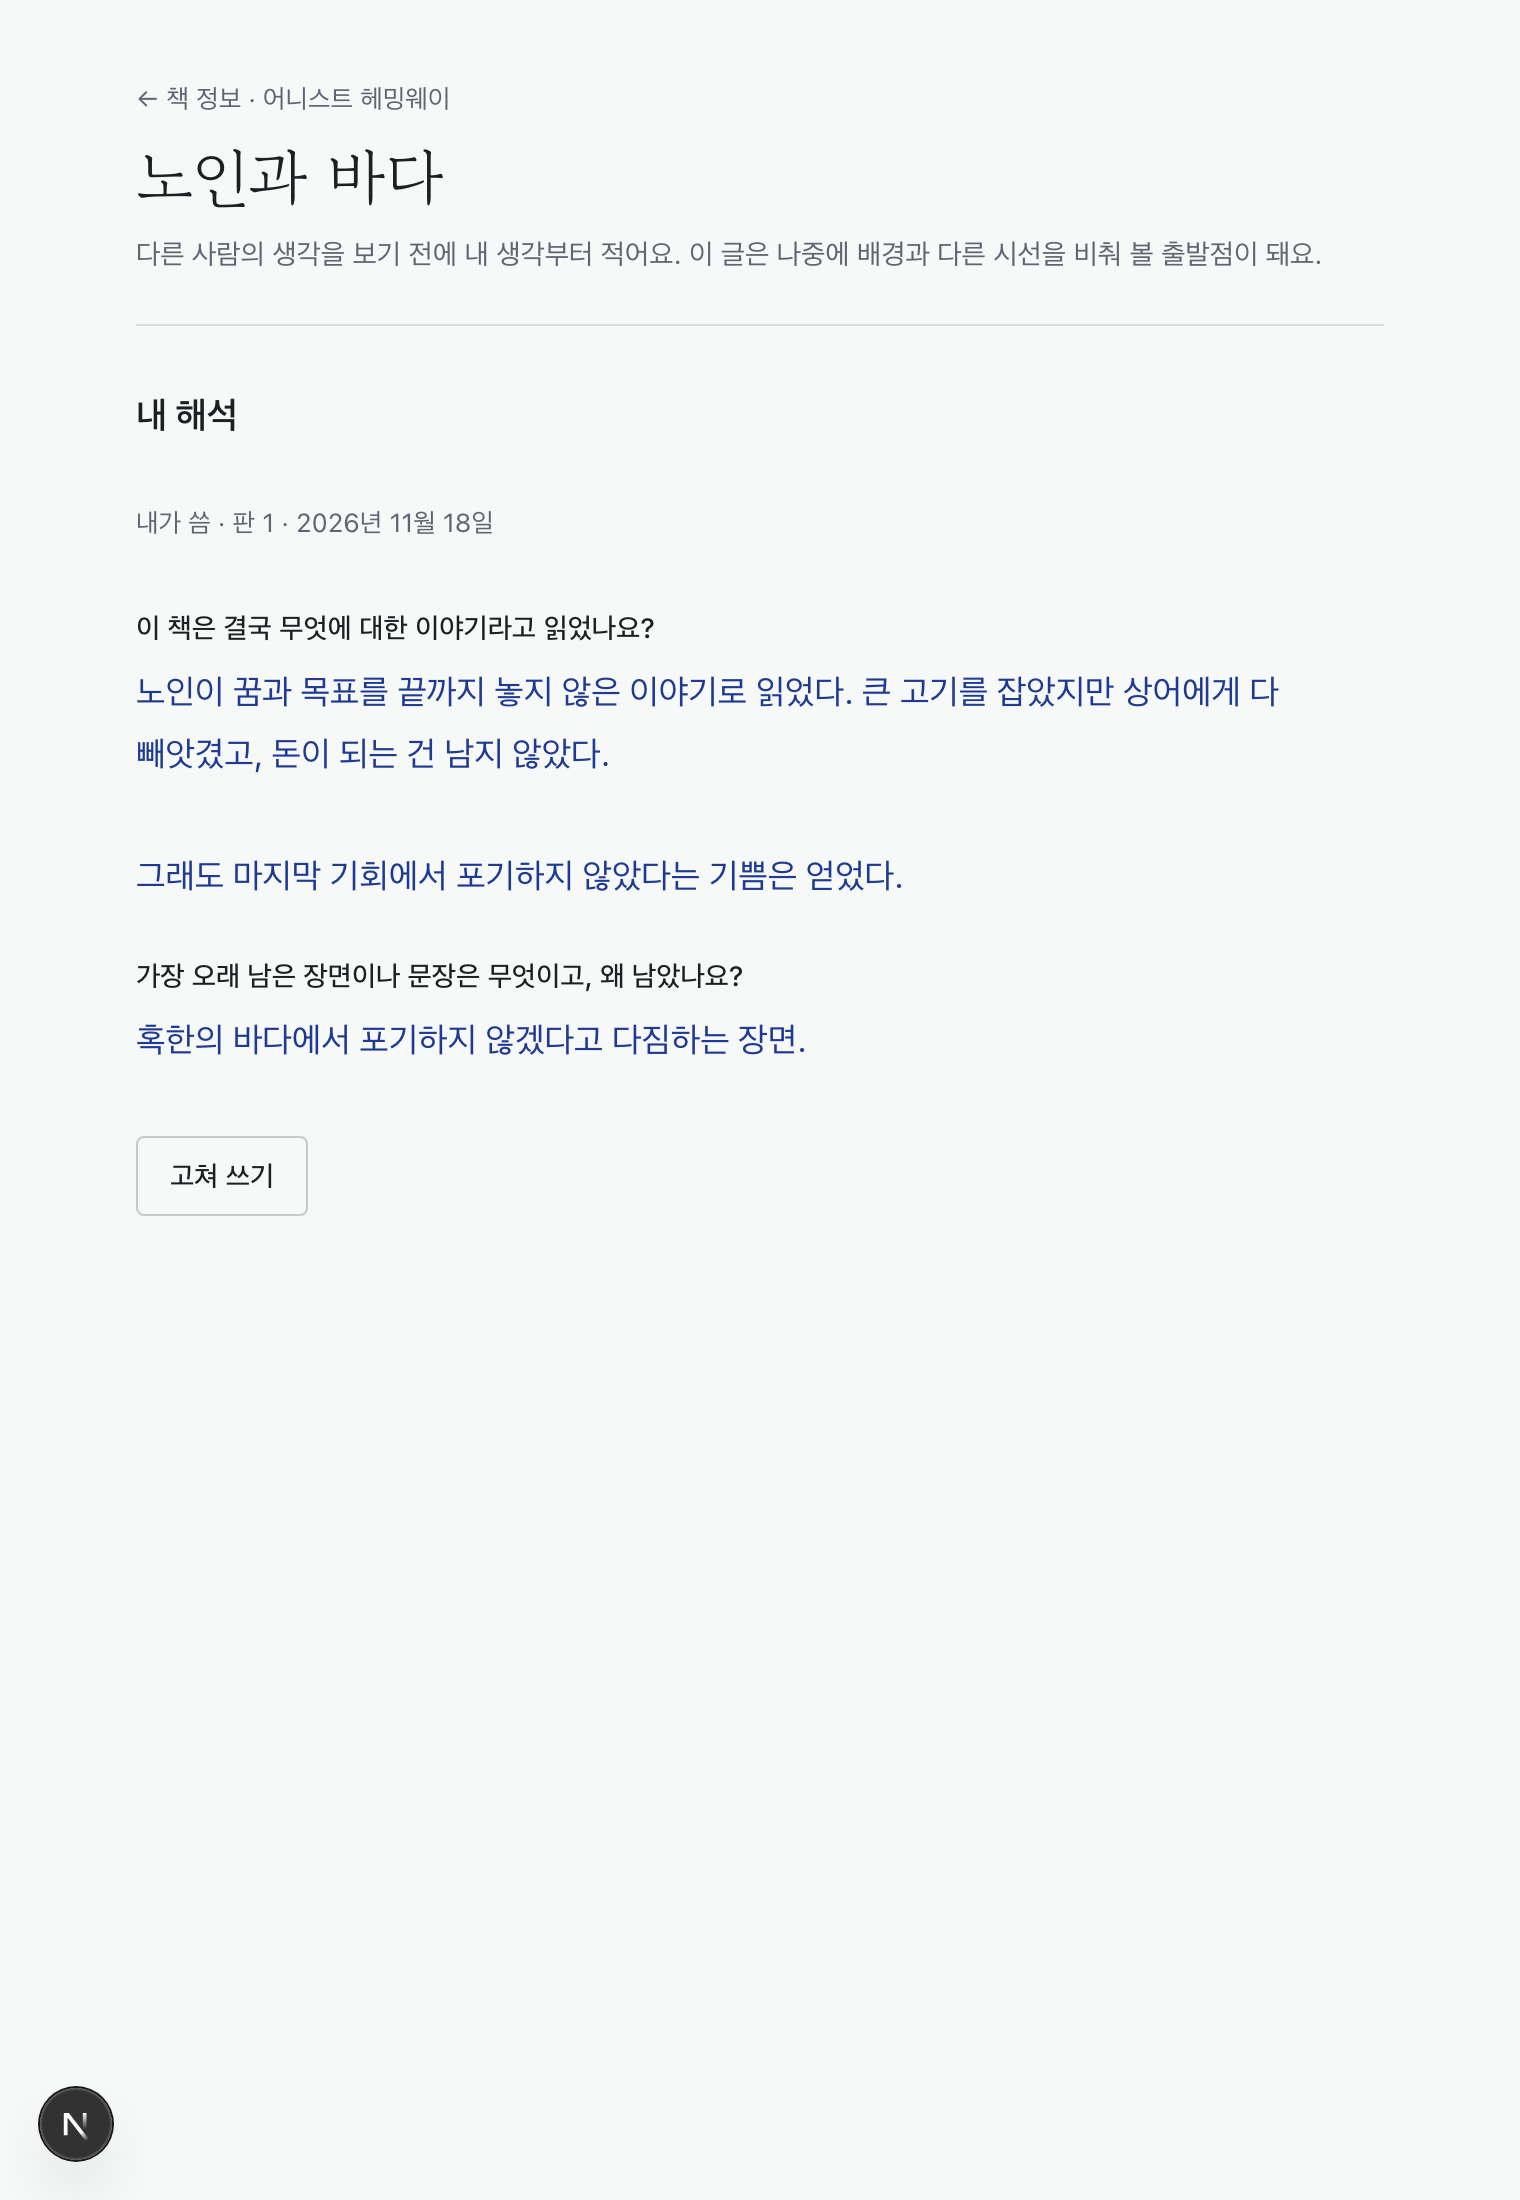 ← 책 정보 · 어니스트 헤밍웨이
노인과 바다
다른 사람의 생각을 보기 전에 내 생각부터 적어요. 이 글은 나중에 배경과 다른 시선을 비춰 볼 출발점이 돼요.
내 해석
내가 씀 · 판 1 · 2026년 11월 18일
이 책은 결국 무엇에 대한 이야기라고 읽었나요?
노인이 꿈과 목표를 끝까지 놓지 않은 이야기로 읽었다. 큰 고기를 잡았지만 상어에게 다
빼앗겼고, 돈이 되는 건 남지 않았다.
그래도 마지막 기회에서 포기하지 않았다는 기쁨은 얻었다.
가장 오래 남은 장면이나 문장은 무엇이고, 왜 남았나요?
혹한의 바다에서 포기하지 않겠다고 다짐하는 장면.
고쳐 쓰기
N